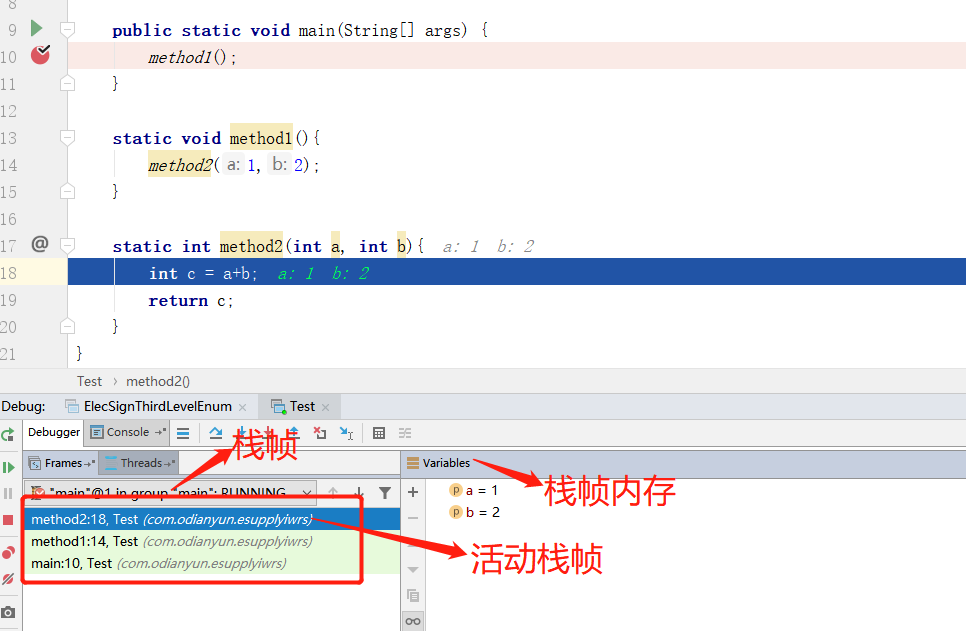 8
9 public static void main(String[] args) {
10 method1();
11 }
12
13 static void method1(){
14 method2( a: 1, b: 2);
15 }
16
17 @ static int method2(int a, int b){ a: 1 b: 2
18 int c = a+b; a: 1 b: 2
19 return c;
20 }
21 }
Test › method2()
Debug: ElecSignThirdLevelEnum × Test ×
Debugger Console
栈帧
Frames Threads Variables
"main"@1 in group "main": RUNNING
栈帧内存
p a = 1
p b = 2
method2:18, Test (com.odianyun.esupplyiwrs)
method1:14, Test (com.odianyun.esupplyiwrs)
main:10, Test (com.odianyun.esupplyiwrs)
活动栈帧